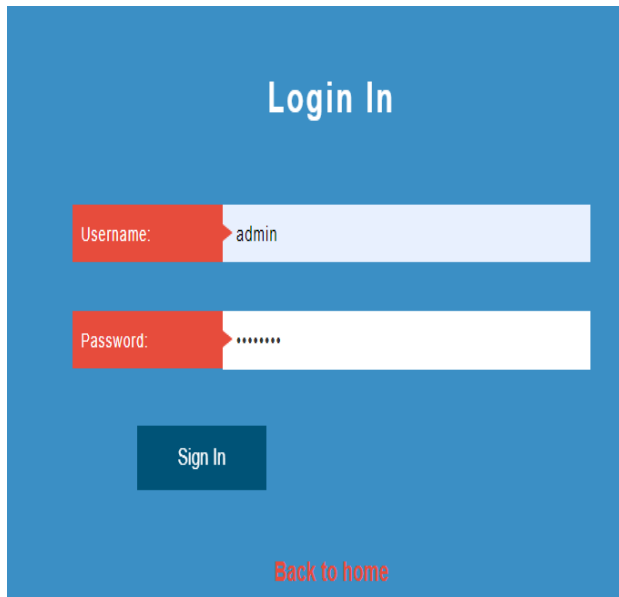 Login In
Username: admin
Password: ••••••••
Sign In
Back to home